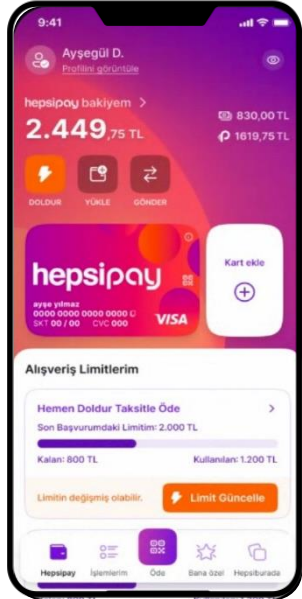 9:41
Ayşegül D.
Profilini görüntüle
hepsipay bakiyem >
2.449,75 TL
830,00 TL
1619,75 TL
DOLDUR
YÜKLE
GÖNDER
hepsipay
ayşe yılmaz
0000 0000 0000 0000
SKT 00 / 00 CVC 000
VISA
Kart ekle
Alışveriş Limitlerim
Hemen Doldur Taksitle Öde >
Son Başvurumdaki Limitim: 2.000 TL
Kalan: 800 TL
Kullanılan: 1.200 TL
Limitin değişmiş olabilir.
Limit Güncelle
Hepsipay
İşlemlerim
Öde
Bana özel
Hepsiburada